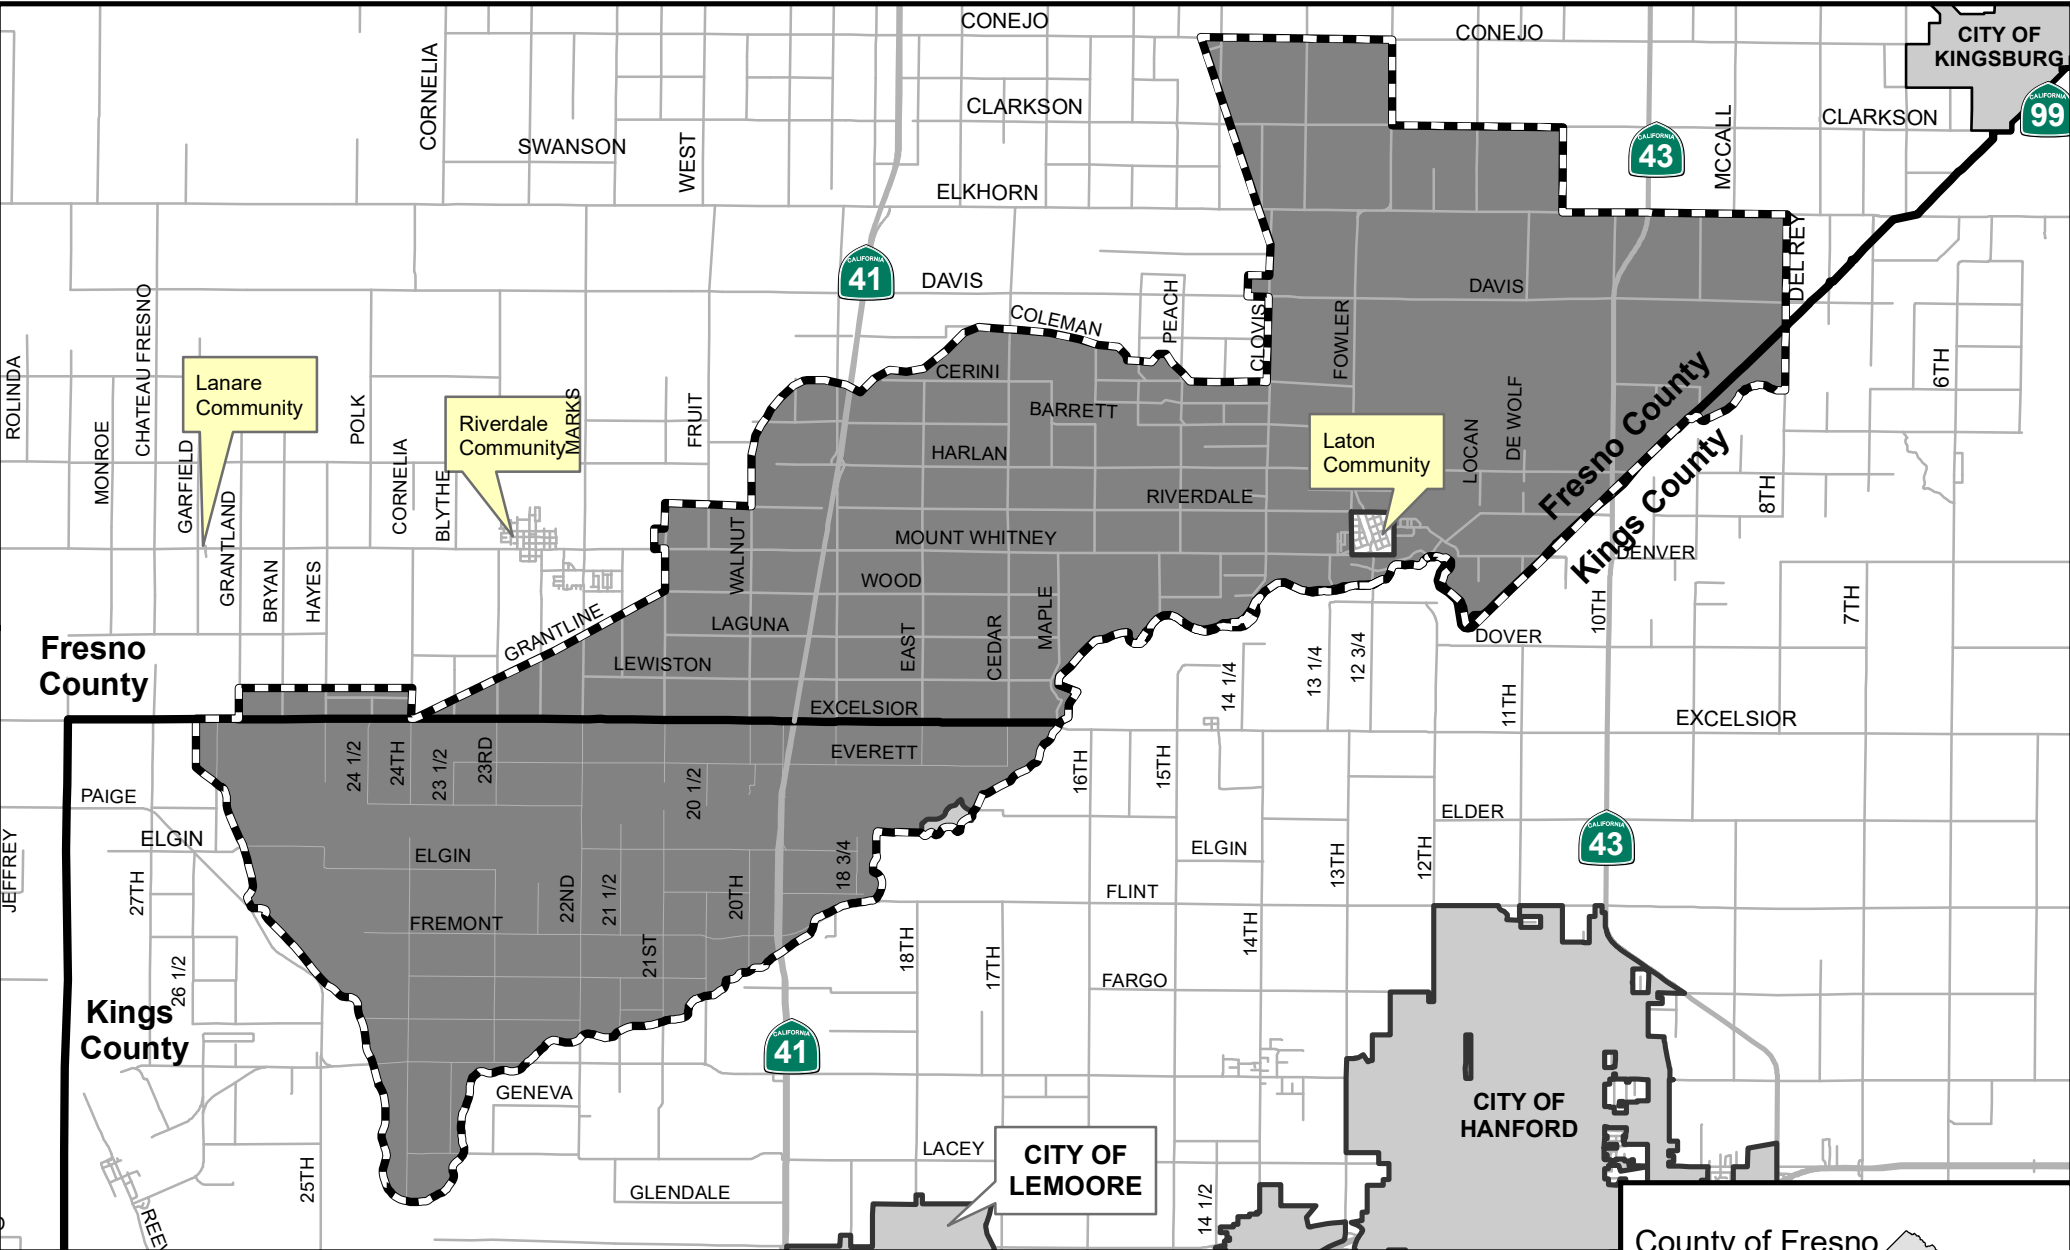 CONEJO
CONEJO
CITY OF
KINGSBURG
CORNELIA
CLARKSON
CLARKSON
CALIFORNIA
99
SWANSON
WEST
CALIFORNIA
43
MCCALL
ELKHORN
DEL REY
CALIFORNIA
41
DAVIS
DAVIS
CHATEAU FRESNO
PEACH
COLEMAN
CLOVIS
FOWLER
ROLINDA
Lanare
Community
CERINI
6TH
MONROE
POLK
Riverdale
Community
MARKS
FRUIT
BARRETT
DE WOLF
Fresno County
GARFIELD
CORNELIA
HARLAN
Laton
Community
LOCAN
Kings County
BLYTHE
RIVERDALE
8TH
GRANTLAND
WALNUT
MOUNT WHITNEY
DENVER
BRYAN
HAYES
WOOD
MAPLE
10TH
7TH
GRANTLINE
LAGUNA
EAST
CEDAR
DOVER
Fresno
County
LEWISTON
14 1/4
13 1/4
12 3/4
11TH
EXCELSIOR
EXCELSIOR
24 1/2
24TH
23 1/2
23RD
EVERETT
20 1/2
16TH
15TH
PAIGE
ELDER
JEFFREY
ELGIN
ELGIN
18 3/4
ELGIN
13TH
12TH
CALIFORNIA
43
27TH
22ND
21 1/2
20TH
FLINT
FREMONT
21ST
18TH
17TH
14TH
26 1/2
FARGO
Kings
County
CALIFORNIA
41
GENEVA
CITY OF
HANFORD
LACEY
CITY OF
LEMOORE
25TH
GLENDALE
14 1/2
County of Fresno